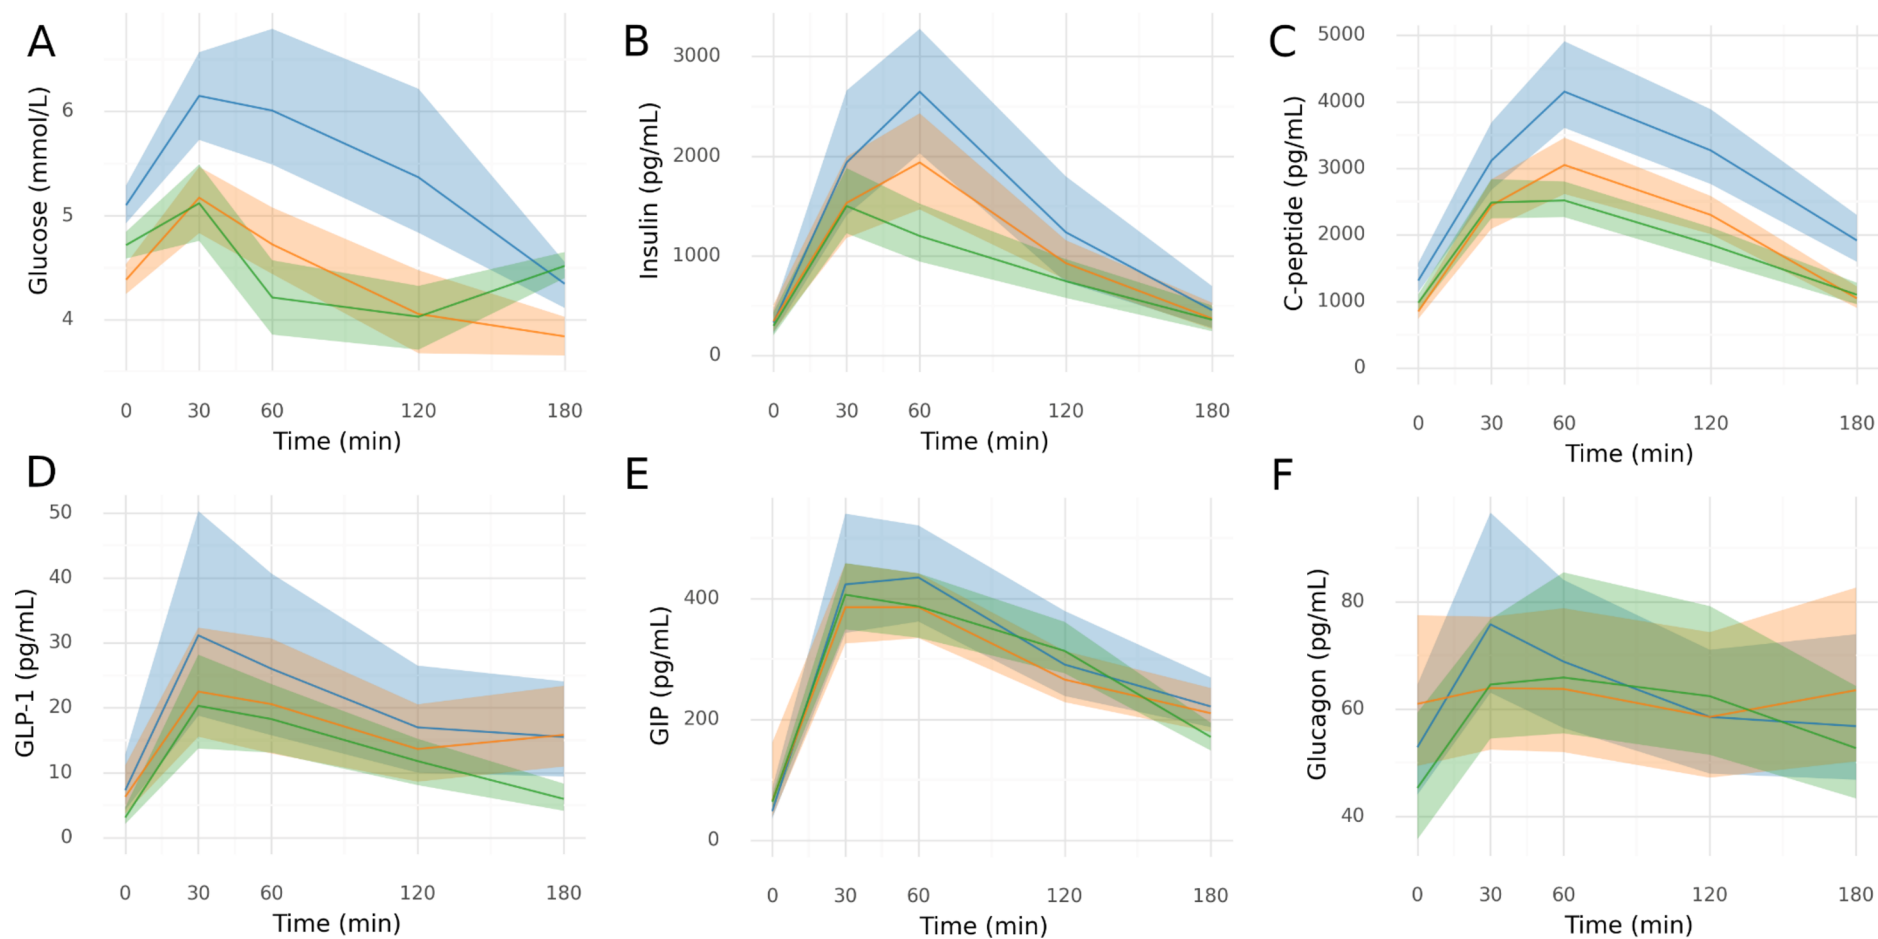 A
Glucose (mmol/L)
6
5
4
0 30 60 120 180
Time (min)
B
Insulin (pg/mL)
3000
2000
1000
0
0 30 60 120 180
Time (min)
C
C-peptide (pg/mL)
5000
4000
3000
2000
1000
0
0 30 60 120 180
Time (min)
D
GLP-1 (pg/mL)
50
40
30
20
10
0
0 30 60 120 180
Time (min)
E
GIP (pg/mL)
400
200
0
0 30 60 120 180
Time (min)
F
Glucagon (pg/mL)
80
60
40
0 30 60 120 180
Time (min)